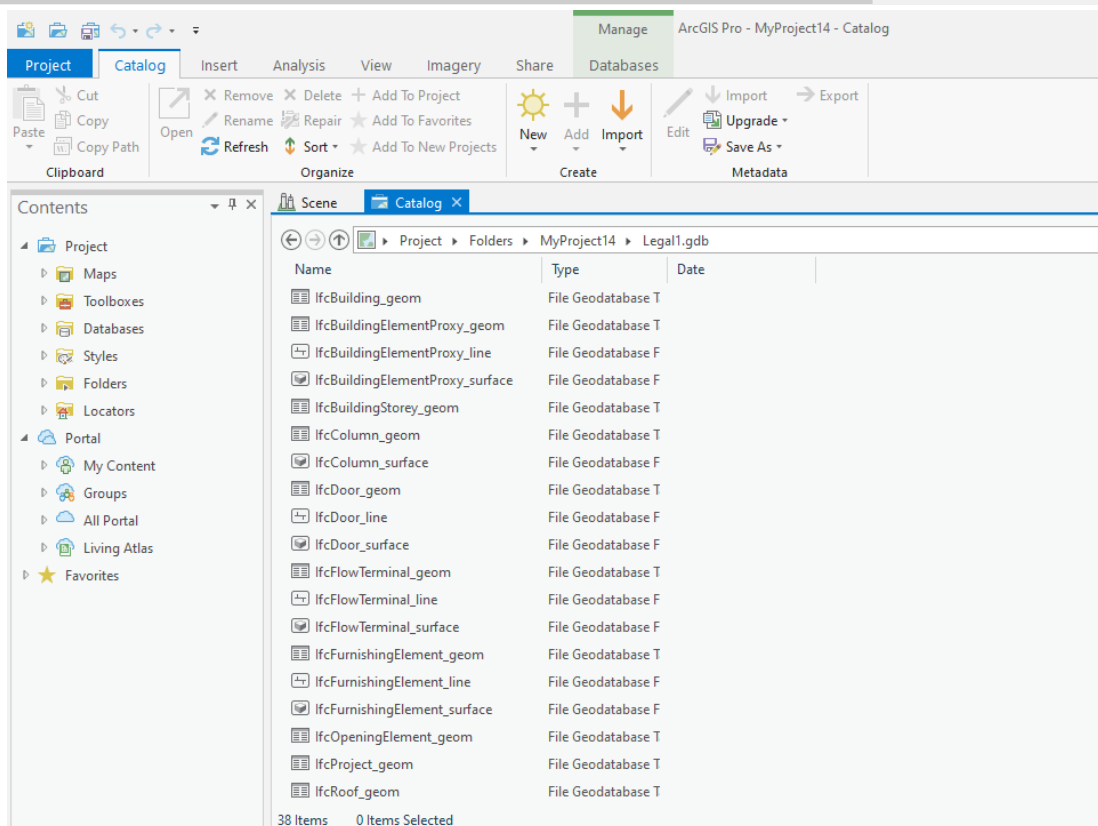 Manage
ArcGIS Pro - MyProject14 - Catalog
Project Catalog Insert Analysis View Imagery Share Databases
Paste
Cut
Copy
Copy Path
Clipboard
Open
Remove Delete Add To Project
Rename Repair Add To Favorites
Refresh Sort Add To New Projects
Organize
New Add Import
Create
Edit
Import Export
Upgrade
Save As
Metadata
Contents
Project
Maps
Toolboxes
Databases
Styles
Folders
Locators
Portal
My Content
Groups
All Portal
Living Atlas
Favorites
Scene Catalog
Project Folders MyProject14 Legal1.gdb
Name Type Date
IfcBuilding_geom File Geodatabase T
IfcBuildingElementProxy_geom File Geodatabase T
IfcBuildingElementProxy_line File Geodatabase F
IfcBuildingElementProxy_surface File Geodatabase F
IfcBuildingStorey_geom File Geodatabase T
IfcColumn_geom File Geodatabase T
IfcColumn_surface File Geodatabase F
IfcDoor_geom File Geodatabase T
IfcDoor_line File Geodatabase F
IfcDoor_surface File Geodatabase F
IfcFlowTerminal_geom File Geodatabase T
IfcFlowTerminal_line File Geodatabase F
IfcFlowTerminal_surface File Geodatabase F
IfcFurnishingElement_geom File Geodatabase T
IfcFurnishingElement_line File Geodatabase F
IfcFurnishingElement_surface File Geodatabase F
IfcOpeningElement_geom File Geodatabase T
IfcProject_geom File Geodatabase T
IfcRoof_geom File Geodatabase T
38 Items 0 Items Selected